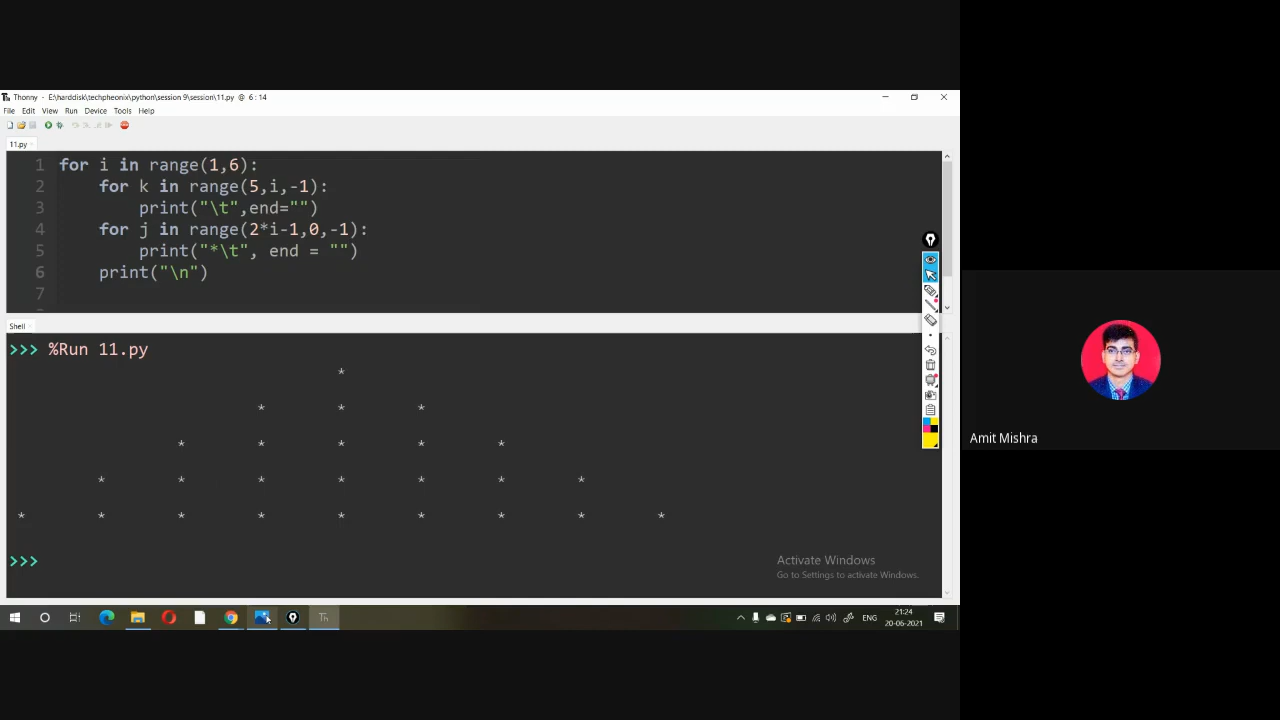 Th Thonny - E:\harddisk\techpheonix\python\session 9\session\11.py @ 6 : 14
File Edit View Run Device Tools Help
11.py
1 for i in range(1,6):
2     for k in range(5,i,-1):
3         print("\t",end="")
4     for j in range(2*i-1,0,-1):
5         print("*\t", end = "")
6     print("\n")
7
Shell
>>> %Run 11.py
*
* * *
* * * * *
* * * * * * *
* * * * * * * * *
>>>
Activate Windows
Go to Settings to activate Windows.
Th
ENG
21:24
20-06-2021
Amit Mishra